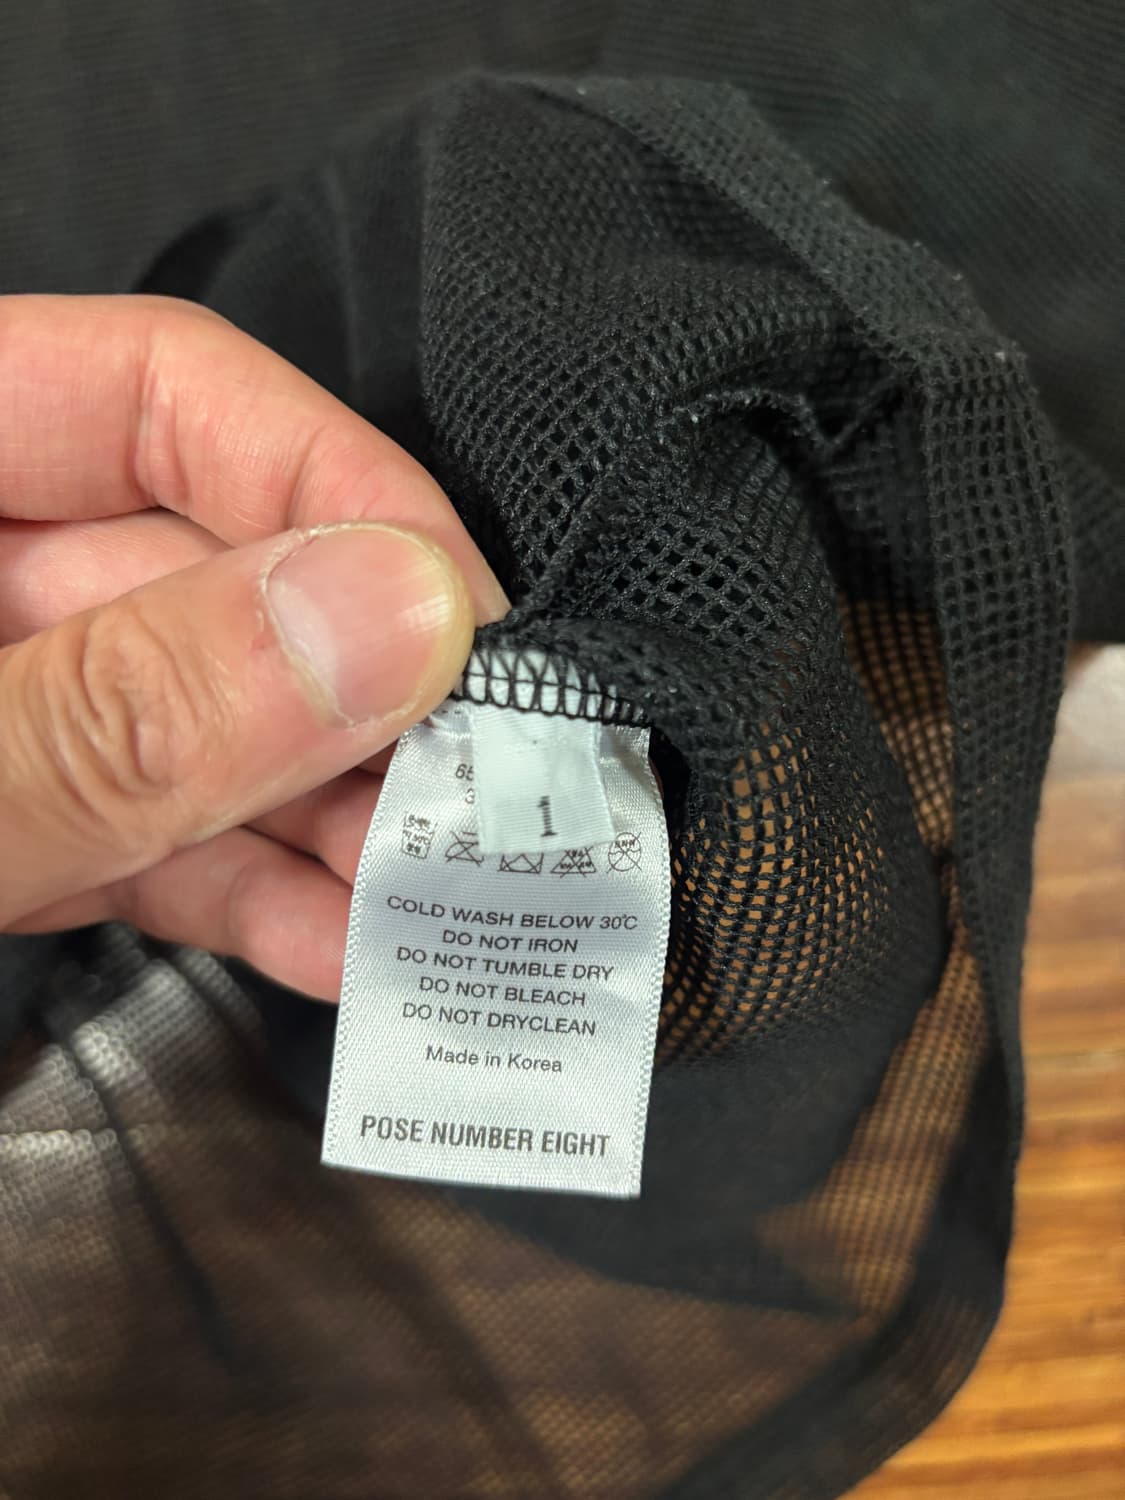 1
COLD WASH BELOW 30℃
DO NOT IRON
DO NOT TUMBLE DRY
DO NOT BLEACH
DO NOT DRYCLEAN
Made in Korea
POSE NUMBER EIGHT